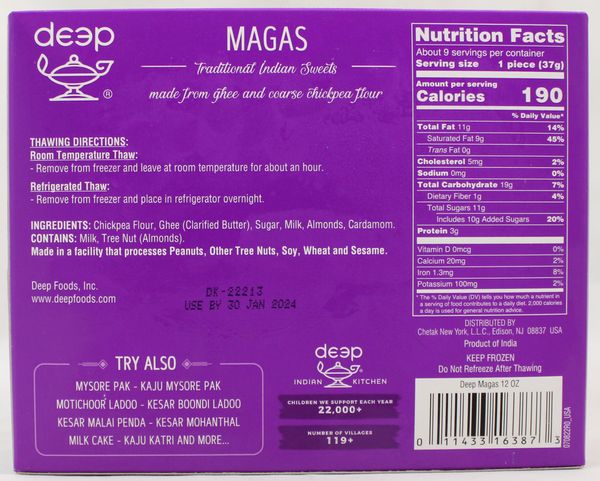 deep
®
MAGAS
Traditional Indian Sweets
made from ghee and coarse chickpea flour
THAWING DIRECTIONS:
Room Temperature Thaw:
- Remove from freezer and leave at room temperature for about an hour.
Refrigerated Thaw:
- Remove from freezer and place in refrigerator overnight.
INGREDIENTS: Chickpea Flour, Ghee (Clarified Butter), Sugar, Milk, Almonds, Cardamom.
CONTAINS: Milk, Tree Nut (Almonds).
Made in a facility that processes Peanuts, Other Tree Nuts, Soy, Wheat and Sesame.
Deep Foods, Inc.
www.deepfoods.com
DK-22213
USE BY 30 JAN 2024
TRY ALSO
MYSORE PAK - KAJU MYSORE PAK
MOTICHOOR LADOO - KESAR BOONDI LADOO
KESAR MALAI PENDA - KESAR MOHANTHAL
MILK CAKE - KAJU KATRI AND MORE...
deep
INDIAN KITCHEN
CHILDREN WE SUPPORT EACH YEAR
22,000+
NUMBER OF VILLAGES
119+
Nutrition Facts
About 9 servings per container
Serving size 1 piece (37g)
Amount per serving
Calories 190
% Daily Value*
Total Fat 11g 14%
Saturated Fat 9g 45%
Trans Fat 0g
Cholesterol 5mg 2%
Sodium 0mg 0%
Total Carbohydrate 19g 7%
Dietary Fiber 1g 4%
Total Sugars 11g
Includes 10g Added Sugars 20%
Protein 3g
Vitamin D 0mcg 0%
Calcium 20mg 2%
Iron 1.3mg 8%
Potassium 100mg 2%
* The % Daily Value (DV) tells you how much a nutrient in
a serving of food contributes to a daily diet. 2,000 calories
a day is used for general nutrition advice.
DISTRIBUTED BY
Chetak New York, L.L.C., Edison, NJ 08837 USA
Product of India
KEEP FROZEN
Do Not Refreeze After Thawing
Deep Magas 12 OZ
0 11433 16387 3
070822R0_USA